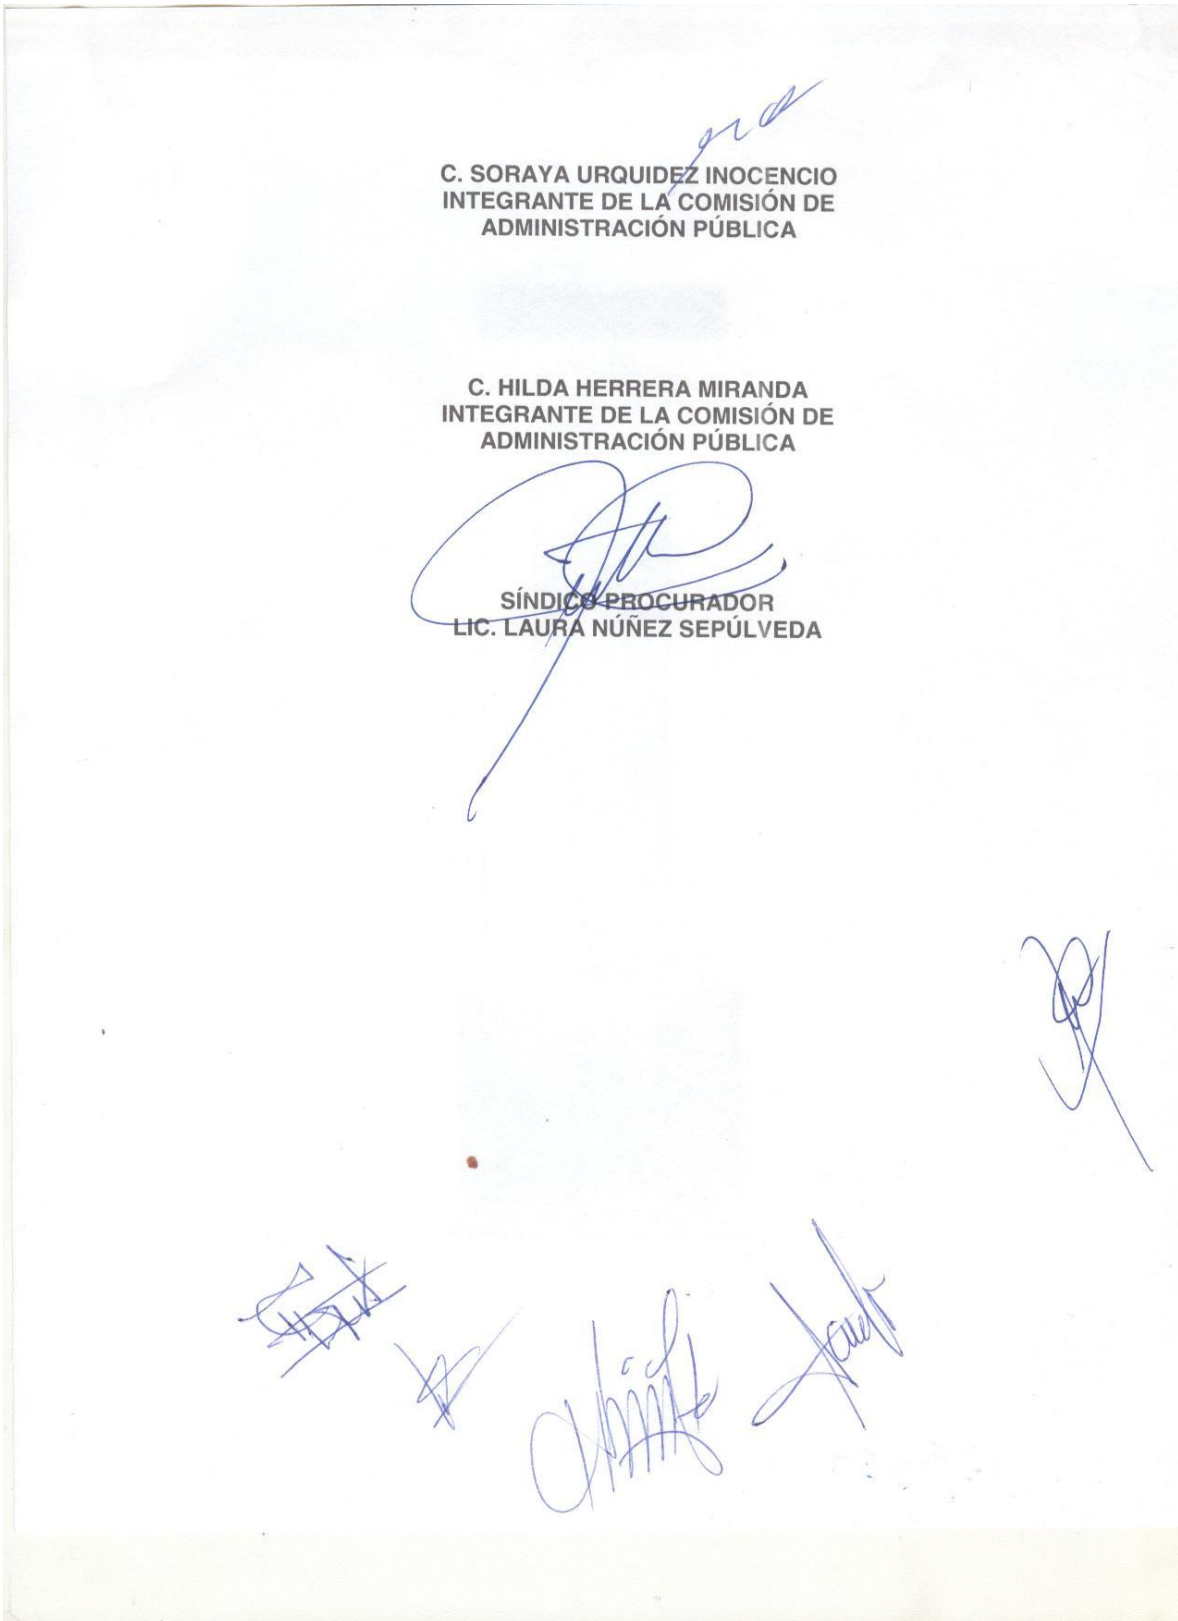 C. SORAYA URQUIDEZ INOCENCIO
INTEGRANTE DE LA COMISIÓN DE
ADMINISTRACIÓN PÚBLICA
C. HILDA HERRERA MIRANDA
INTEGRANTE DE LA COMISIÓN DE
ADMINISTRACIÓN PÚBLICA
SÍNDICO PROCURADOR
LIC. LAURA NÚÑEZ SEPÚLVEDA